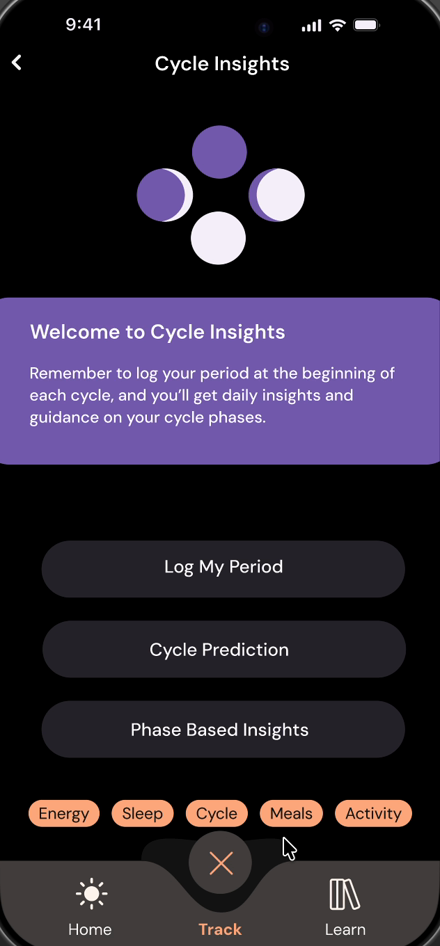 9:41
Cycle Insights
Welcome to Cycle Insights
Remember to log your period at the beginning of
each cycle, and you’ll get daily insights and
guidance on your cycle phases.
Log My Period
Cycle Prediction
Phase Based Insights
Energy Sleep Cycle Meals Activity
Home Track Learn